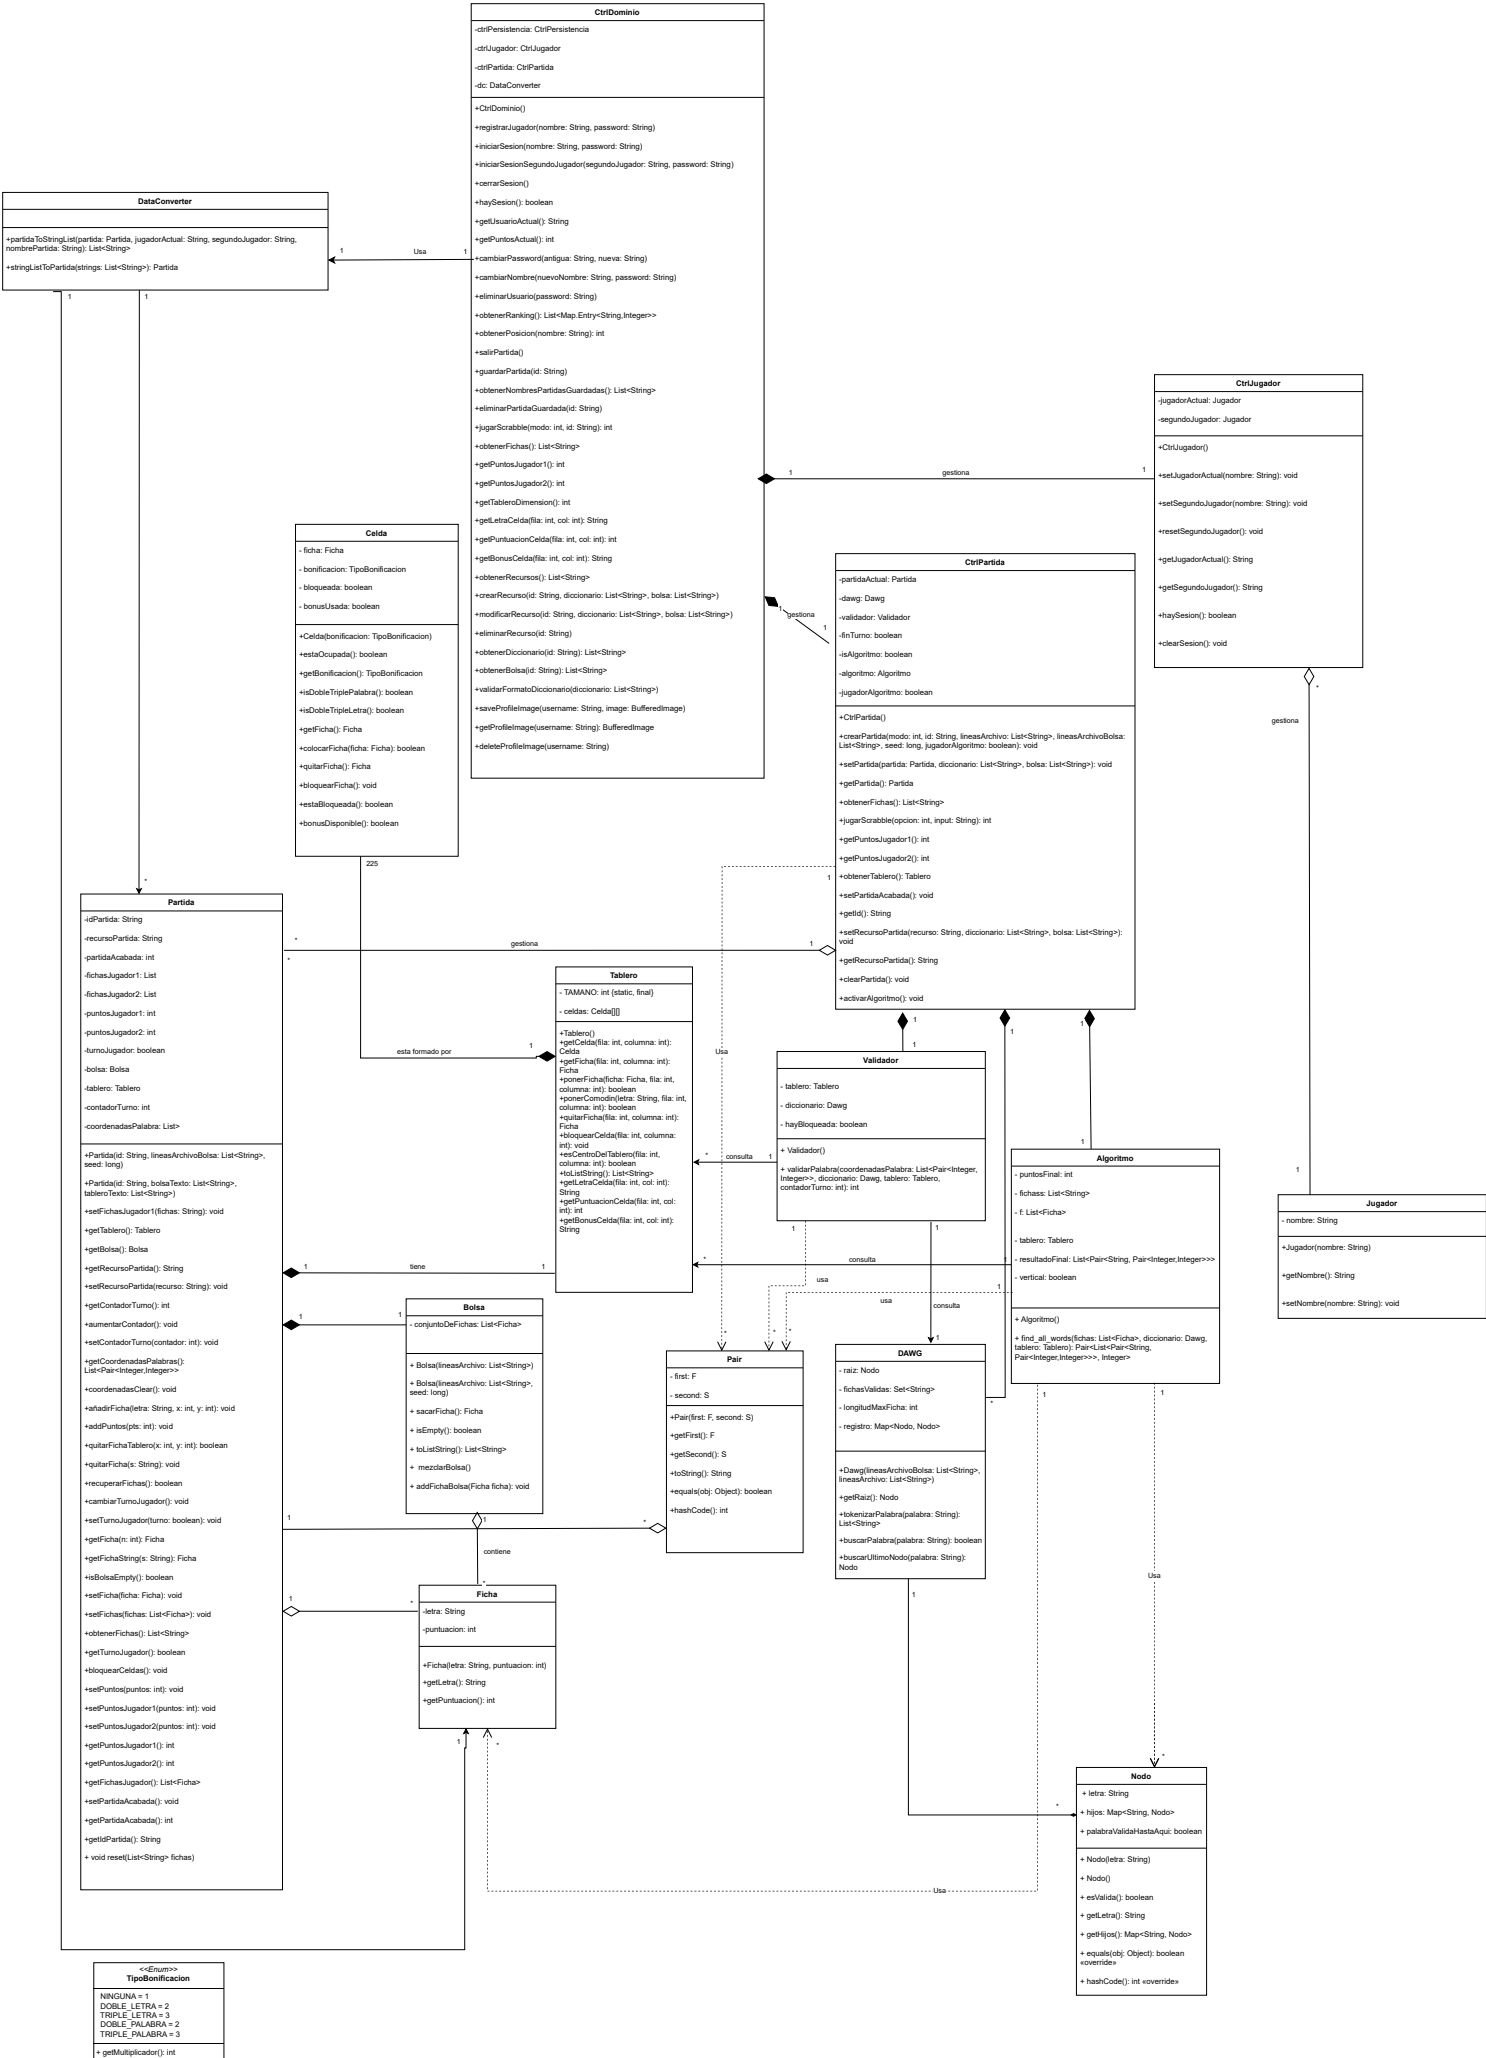 CtrlDominio
-ctrlPersistencia: CtrlPersistencia
-ctrlJugador: CtrlJugador
-ctrlPartida: CtrlPartida
-dc: DataConverter
+CtrlDominio()
+registrarJugador(nombre: String, password: String)
+iniciarSesion(nombre: String, password: String)
+iniciarSesionSegundoJugador(segundoJugador: String, password: String)
+cerrarSesion()
+haySesion(): boolean
+getUsuarioActual(): String
+getPuntosActual(): int
+cambiarPassword(antigua: String, nueva: String)
+cambiarNombre(nuevoNombre: String, password: String)
+eliminarUsuario(password: String)
+obtenerRanking(): List<Map.Entry<String,Integer>>
+obtenerPosicion(nombre: String): int
+salirPartida()
+guardarPartida(id: String)
+obtenerNombresPartidasGuardadas(): List<String>
+eliminarPartidaGuardada(id: String)
+jugarScrabble(modo: int, id: String): int
+obtenerFichas(): List<String>
+getPuntosJugador1(): int
+getPuntosJugador2(): int
+getTableroDimension(): int
+getLetraCelda(fila: int, col: int): String
+getPuntuacionCelda(fila: int, col: int): int
+getBonusCelda(fila: int, col: int): String
+obtenerRecursos(): List<String>
+crearRecurso(id: String, diccionario: List<String>, bolsa: List<String>)
+modificarRecurso(id: String, diccionario: List<String>, bolsa: List<String>)
+eliminarRecurso(id: String)
+obtenerDiccionario(id: String): List<String>
+obtenerBolsa(id: String): List<String>
+validarFormatoDiccionario(diccionario: List<String>)
+saveProfileImage(username: String, image: BufferedImage)
+getProfileImage(username: String): BufferedImage
+deleteProfileImage(username: String)
DataConverter
+partidaToStringList(partida: Partida, jugadorActual: String, segundoJugador: String,
nombrePartida: String): List<String>
+stringListToPartida(strings: List<String>): Partida
1
Usa
1
1
1
CtrlJugador
-jugadorActual: Jugador
-segundoJugador: Jugador
+CtrlJugador()
+setJugadorActual(nombre: String): void
+setSegundoJugador(nombre: String): void
+resetSegundoJugador(): void
+getJugadorActual(): String
+getSegundoJugador(): String
+haySesion(): boolean
+clearSesion(): void
1
gestiona
1
1
gestiona
1
*
gestiona
1
Celda
- ficha: Ficha
- bonificacion: TipoBonificacion
- bloqueada: boolean
- bonusUsada: boolean
+Celda(bonificacion: TipoBonificacion)
+estaOcupada(): boolean
+getBonificacion(): TipoBonificacion
+isDobleTriplePalabra(): boolean
+isDobleTripleLetra(): boolean
+getFicha(): Ficha
+colocarFicha(ficha: Ficha): boolean
+quitarFicha(): Ficha
+bloquearFicha(): void
+estaBloqueada(): boolean
+bonusDisponible(): boolean
225
esta formado por
1
CtrlPartida
-partidaActual: Partida
-dawg: Dawg
-validador: Validador
-finTurno: boolean
-isAlgoritmo: boolean
-algoritmo: Algoritmo
-jugadorAlgoritmo: boolean
+CtrlPartida()
+crearPartida(modo: int, id: String, lineasArchivo: List<String>, lineasArchivoBolsa:
List<String>, seed: long, jugadorAlgoritmo: boolean): void
+setPartida(partida: Partida, diccionario: List<String>, bolsa: List<String>): void
+getPartida(): Partida
+obtenerFichas(): List<String>
+jugarScrabble(opcion: int, input: String): int
+getPuntosJugador1(): int
+getPuntosJugador2(): int
+obtenerTablero(): Tablero
+setPartidaAcabada(): void
+getId(): String
+setRecursoPartida(recurso: String, diccionario: List<String>, bolsa: List<String>):
void
+getRecursoPartida(): String
+clearPartida(): void
+activarAlgoritmo(): void
1
Usa
*
*
*
gestiona
1
*
Partida
-idPartida: String
-recursoPartida: String
-partidaAcabada: int
-fichasJugador1: List
-fichasJugador2: List
-puntosJugador1: int
-puntosJugador2: int
-turnoJugador: boolean
-bolsa: Bolsa
-tablero: Tablero
-contadorTurno: int
-coordenadasPalabra: List>
+Partida(id: String, lineasArchivoBolsa: List<String>,
seed: long)
+Partida(id: String, bolsaTexto: List<String>,
tableroTexto: List<String>)
+setFichasJugador1(fichas: String): void
+getTablero(): Tablero
+getBolsa(): Bolsa
+getRecursoPartida(): String
+setRecursoPartida(recurso: String): void
+getContadorTurno(): int
+aumentarContador(): void
+setContadorTurno(contador: int): void
+getCoordenadasPalabras():
List<Pair<Integer,Integer>>
+coordenadasClear(): void
+añadirFicha(letra: String, x: int, y: int): void
+addPuntos(pts: int): void
+quitarFichaTablero(x: int, y: int): boolean
+quitarFicha(s: String): void
+recuperarFichas(): boolean
+cambiarTurnoJugador(): void
+setTurnoJugador(turno: boolean): void
+getFicha(n: int): Ficha
+getFichaString(s: String): Ficha
+isBolsaEmpty(): boolean
+setFicha(ficha: Ficha): void
+setFichas(fichas: List<Ficha>): void
+obtenerFichas(): List<String>
+getTurnoJugador(): boolean
+bloquearCeldas(): void
+setPuntos(puntos: int): void
+setPuntosJugador1(puntos: int): void
+setPuntosJugador2(puntos: int): void
+getPuntosJugador1(): int
+getPuntosJugador2(): int
+getFichasJugador(): List<Ficha>
+setPartidaAcabada(): void
+getPartidaAcabada(): int
+getIdPartida(): String
+ void reset(List<String> fichas)
Tablero
- TAMANO: int {static, final}
- celdas: Celda[][]
+Tablero()
+getCelda(fila: int, columna: int):
Celda
+getFicha(fila: int, columna: int):
Ficha
+ponerFicha(ficha: Ficha, fila: int,
columna: int): boolean
+ponerComodin(letra: String, fila: int,
columna: int): boolean
+quitarFicha(fila: int, columna: int):
Ficha
+bloquearCelda(fila: int, columna:
int): void
+esCentroDelTablero(fila: int,
columna: int): boolean
+toListString(): List<String>
+getLetraCelda(fila: int, col: int):
String
+getPuntuacionCelda(fila: int, col:
int): int
+getBonusCelda(fila: int, col: int):
String
1
1
1
1
1
1
Validador
- tablero: Tablero
- diccionario: Dawg
- hayBloqueada: boolean
+ Validador()
+ validarPalabra(coordenadasPalabra: List<Pair<Integer,
Integer>>, diccionario: Dawg, tablero: Tablero,
contadorTurno: int): int
*
consulta
1
1
usa
*
1
consulta
1
Algoritmo
- puntosFinal: int
- fichass: List<String>
- f: List<Ficha>
- tablero: Tablero
- resultadoFinal: List<Pair<String, Pair<Integer,Integer>>>
- vertical: boolean
+ Algoritmo()
+ find_all_words(fichas: List<Ficha>, diccionario: Dawg,
tablero: Tablero): Pair<List<Pair<String,
Pair<Integer,Integer>>>, Integer>
*
consulta
1
1
usa
*
1
1
Jugador
- nombre: String
+Jugador(nombre: String)
+getNombre(): String
+setNombre(nombre: String): void
1
tiene
1
1
1
Bolsa
- conjuntoDeFichas: List<Ficha>
+ Bolsa(lineasArchivo: List<String>)
+ Bolsa(lineasArchivo: List<String>,
seed: long)
+ sacarFicha(): Ficha
+ isEmpty(): boolean
+ toListString(): List<String>
+ mezclarBolsa()
+ addFichaBolsa(Ficha ficha): void
1
contiene
*
Pair
- first: F
- second: S
+Pair(first: F, second: S)
+getFirst(): F
+getSecond(): S
+toString(): String
+equals(obj: Object): boolean
+hashCode(): int
1
*
DAWG
- raiz: Nodo
- fichasValidas: Set<String>
- longitudMaxFicha: int
- registro: Map<Nodo, Nodo>
+Dawg(lineasArchivoBolsa: List<String>,
lineasArchivo: List<String>)
+getRaiz(): Nodo
+tokenizarPalabra(palabra: String):
List<String>
+buscarPalabra(palabra: String): boolean
+buscarUltimoNodo(palabra: String):
Nodo
*
1
*
Ficha
-letra: String
-puntuacion: int
+Ficha(letra: String, puntuacion: int)
+getLetra(): String
+getPuntuacion(): int
1
*
1
*
Usa
Usa
*
Nodo
+ letra: String
+ hijos: Map<String, Nodo>
+ palabraValidaHastaAqui: boolean
+ Nodo(letra: String)
+ Nodo()
+ esValida(): boolean
+ getLetra(): String
+ getHijos(): Map<String, Nodo>
+ equals(obj: Object): boolean
«override»
+ hashCode(): int «override»
<<Enum>>
TipoBonificacion
NINGUNA = 1
DOBLE_LETRA = 2
TRIPLE_LETRA = 3
DOBLE_PALABRA = 2
TRIPLE_PALABRA = 3
+ getMultiplicador(): int